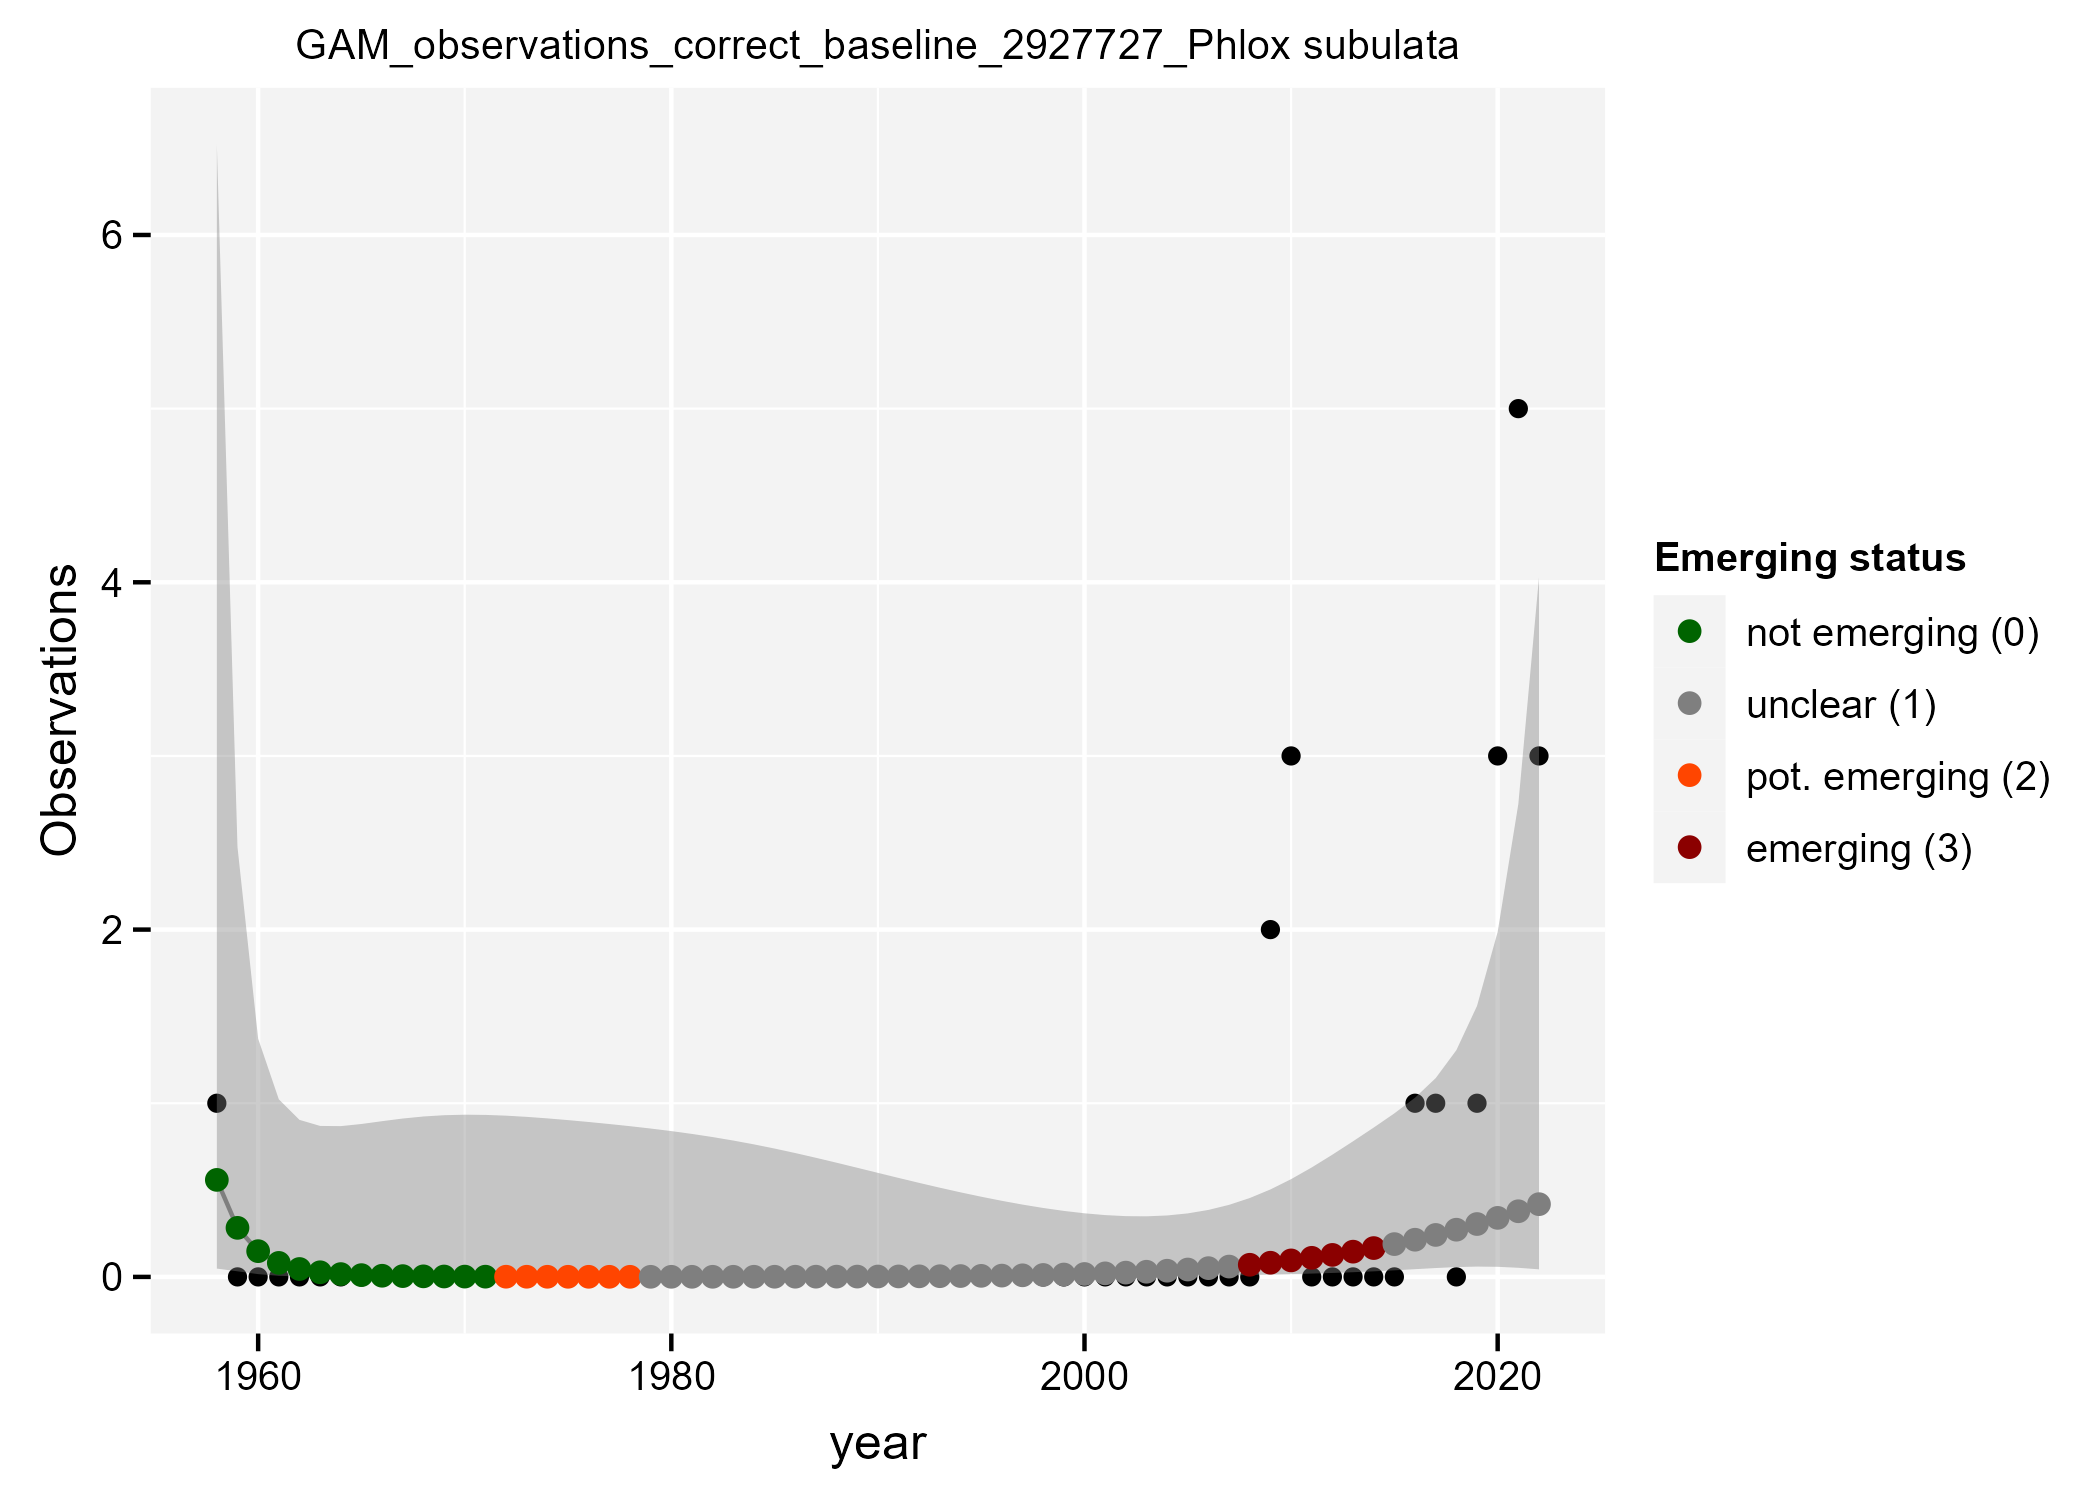 GAM_observations_correct_baseline_2927727_Phlox subulata
Observations
6
4
2
0
1960
1980
2000
2020
year
Emerging status
not emerging (0)
unclear (1)
pot. emerging (2)
emerging (3)